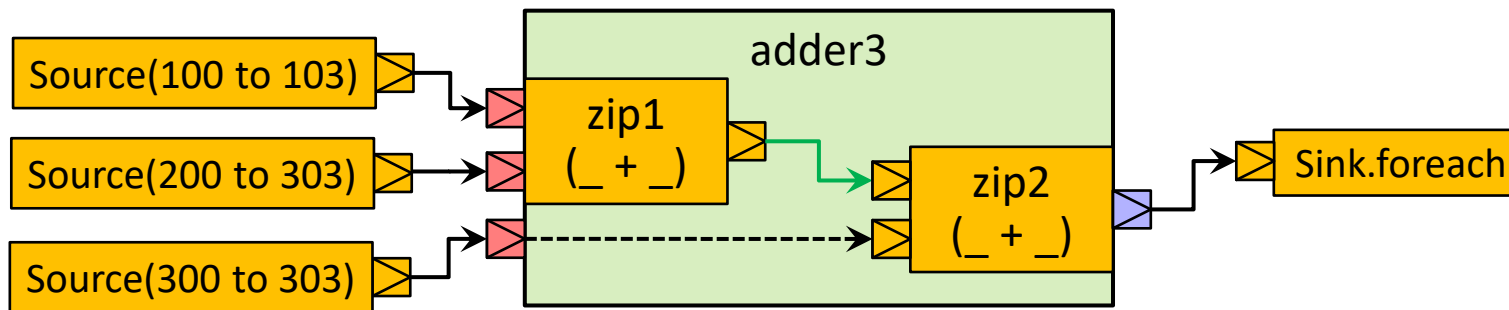 Source(100 to 103)
Source(200 to 303)
Source(300 to 303)
adder3
zip1
(_ + _)
zip2
(_ + _)
Sink.foreach